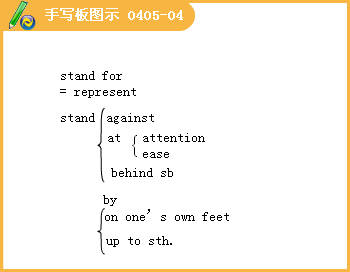 手写板图示 0405-04
stand for
= represent
stand against
at attention
ease
behind sb
by
on one's own feet
up to sth.